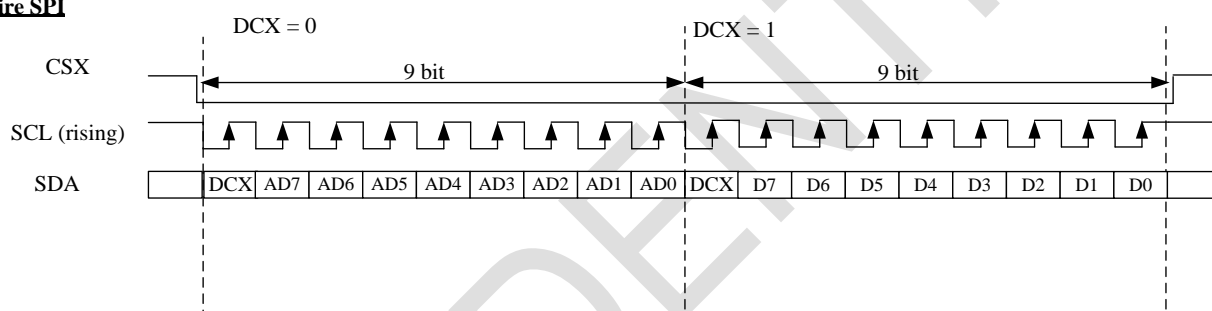 ire SPI
DCX = 0 DCX = 1
CSX 9 bit 9 bit
SCL (rising)
SDA DCX AD7 AD6 AD5 AD4 AD3 AD2 AD1 AD0 DCX D7 D6 D5 D4 D3 D2 D1 D0
DENT